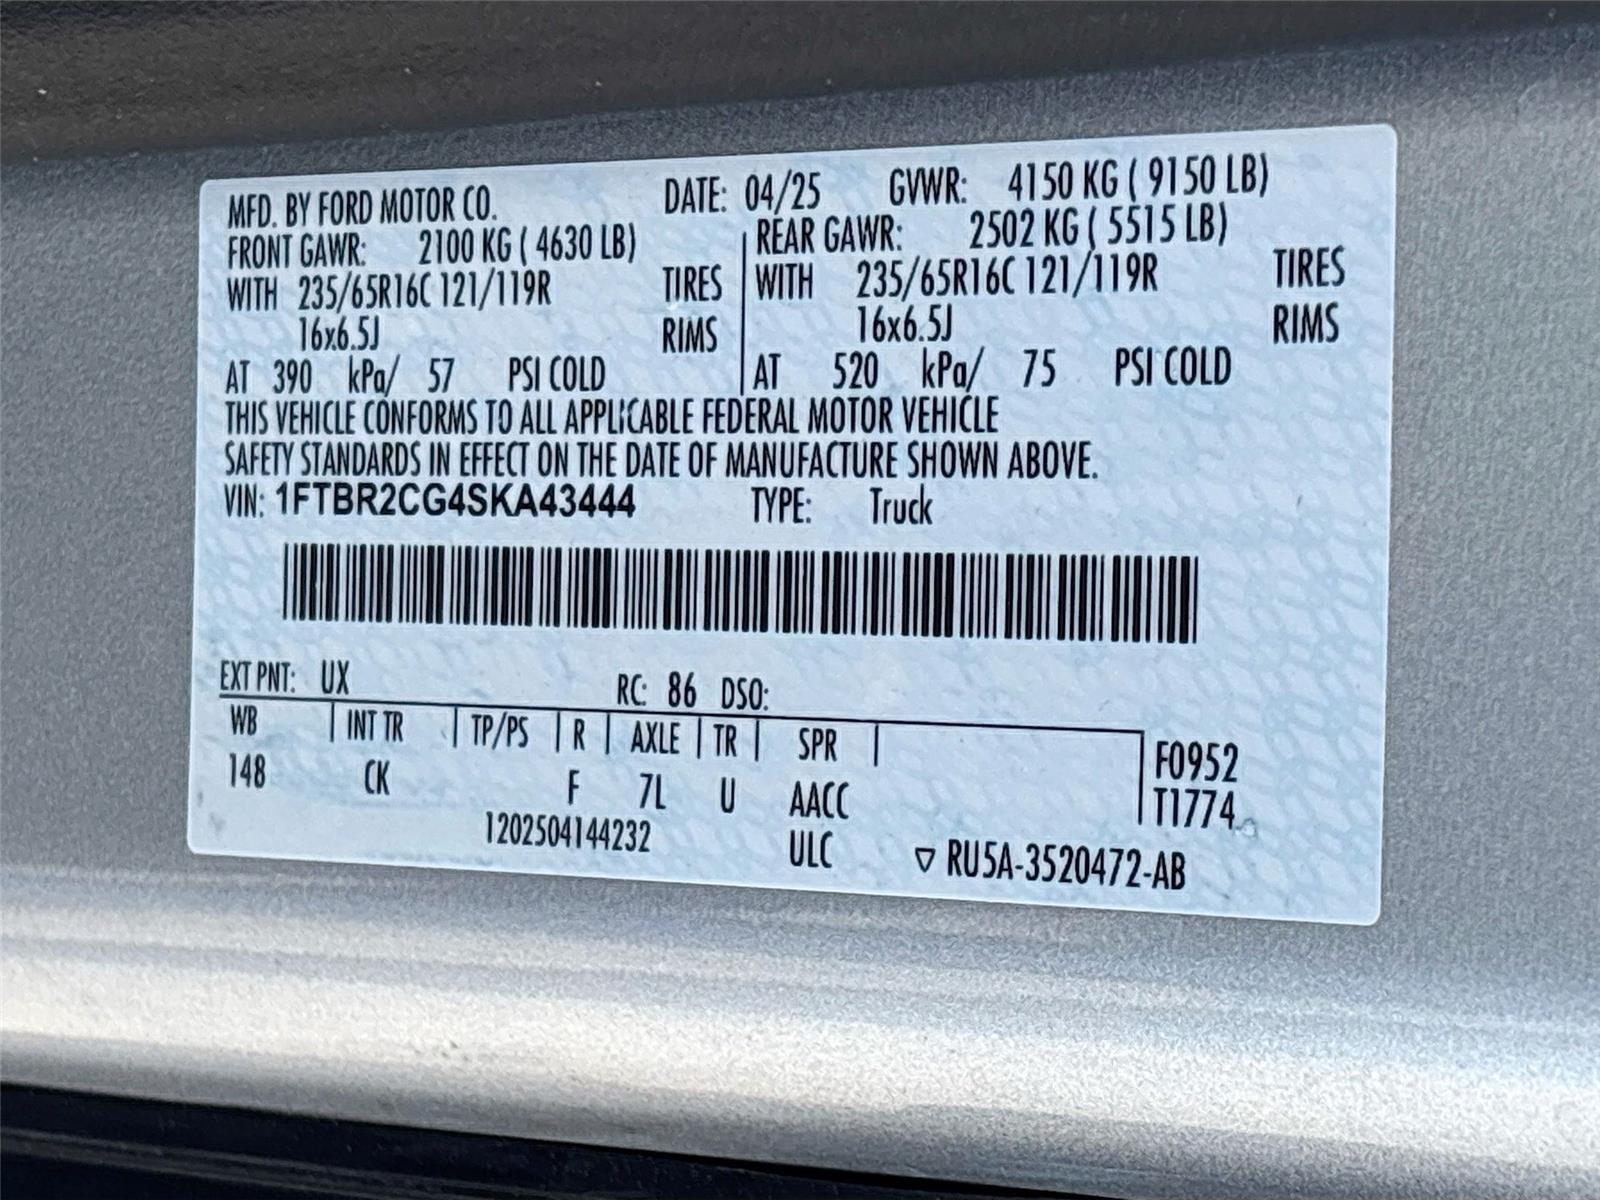 MFD. BY FORD MOTOR CO. DATE: 04/25 GVWR: 4150 KG ( 9150 LB)
FRONT GAWR: 2100 KG ( 4630 LB) REAR GAWR: 2502 KG ( 5515 LB)
WITH 235/65R16C 121/119R TIRES WITH 235/65R16C 121/119R TIRES
16x6.5J RIMS 16x6.5J RIMS
AT 390 kPa/ 57 PSI COLD AT 520 kPa/ 75 PSI COLD
THIS VEHICLE CONFORMS TO ALL APPLICABLE FEDERAL MOTOR VEHICLE
SAFETY STANDARDS IN EFFECT ON THE DATE OF MANUFACTURE SHOWN ABOVE.
VIN: 1FTBR2CG4SKA43444 TYPE: Truck
EXT PNT: UX RC: 86 DSO:
WB INT TR TP/PS R AXLE TR SPR F0952
148 CK F 7L U AACC T1774
1202504144232 ULC RU5A-3520472-AB